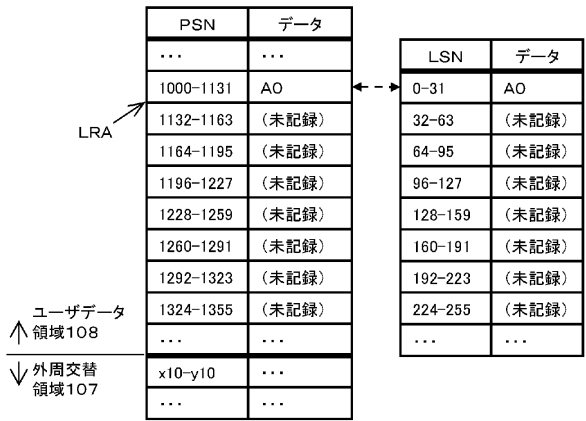 PSN データ
... ...
1000-1131 A0
1132-1163 (未記録)
1164-1195 (未記録)
1196-1227 (未記録)
1228-1259 (未記録)
1260-1291 (未記録)
1292-1323 (未記録)
1324-1355 (未記録)
... ...
x10-y10 ...
... ...
LRA
ユーザデータ
領域108
外周交替
領域107
LSN データ
0-31 A0
32-63 (未記録)
64-95 (未記録)
96-127 (未記録)
128-159 (未記録)
160-191 (未記録)
192-223 (未記録)
224-255 (未記録)
... ...